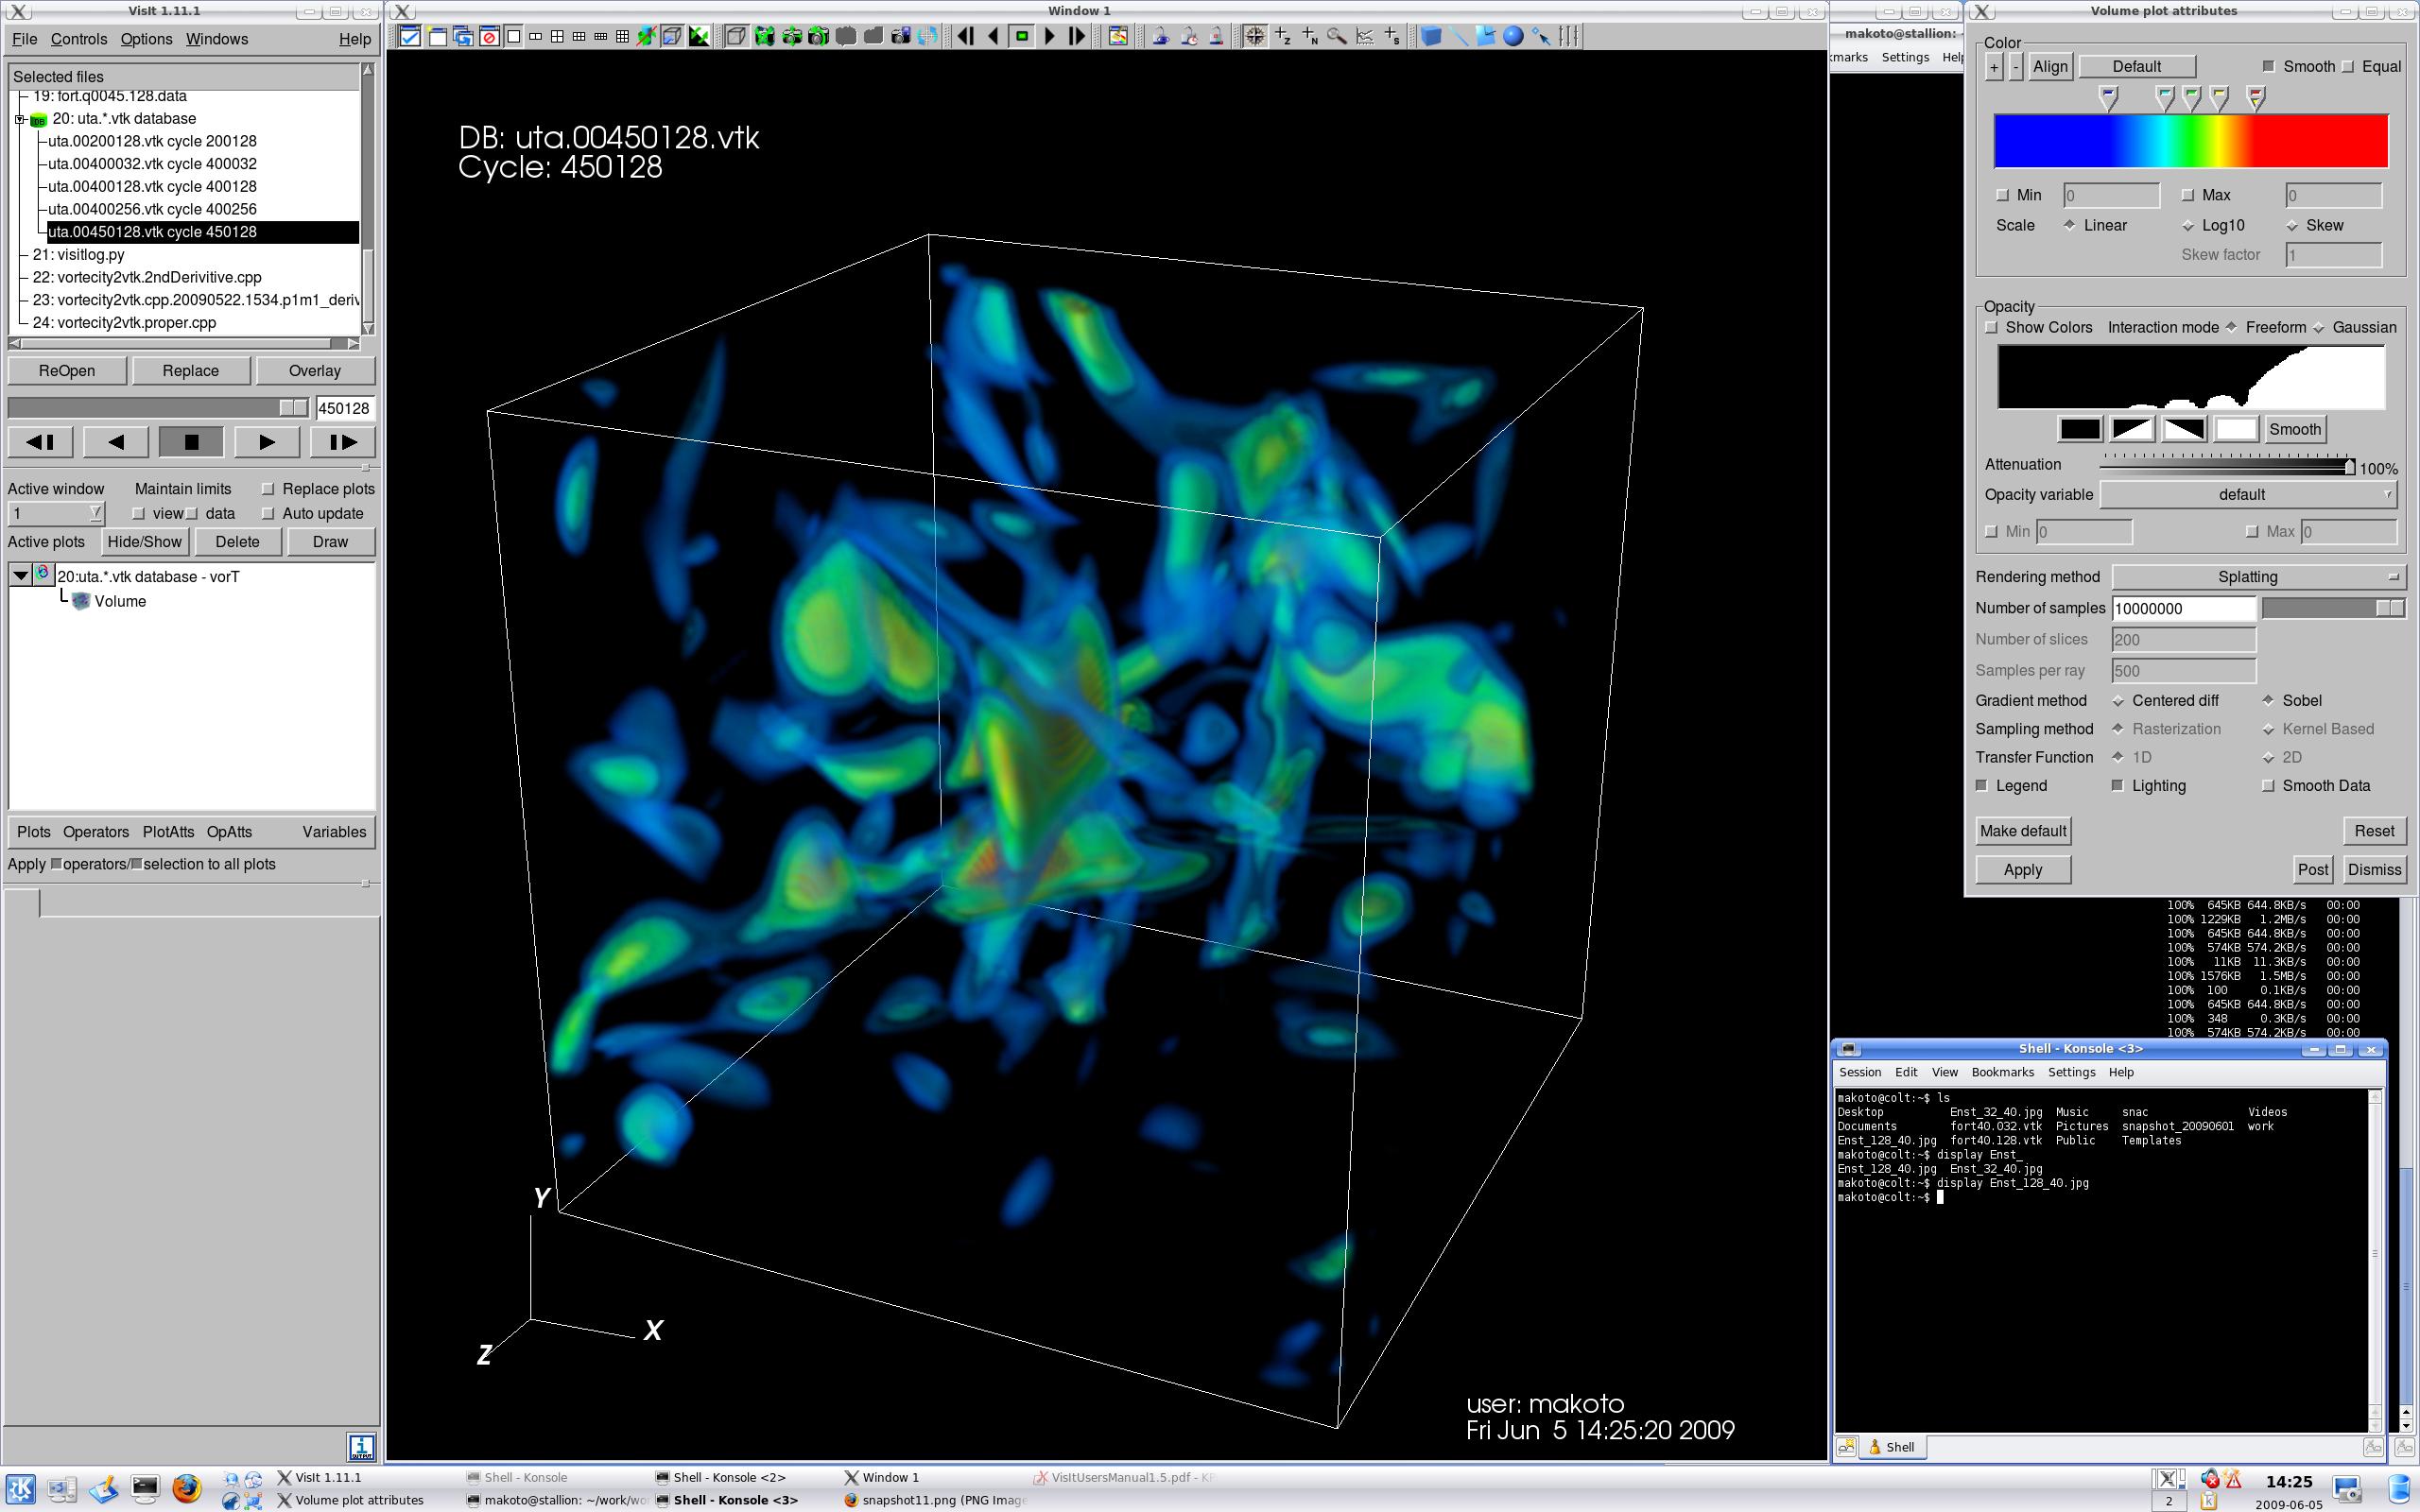 VisIt 1.11.1
File Controls Options Windows Help
Selected files
19: fort.q0045.128.data
20: uta.*.vtk database
uta.00200128.vtk cycle 200128
uta.00400032.vtk cycle 400032
uta.00400128.vtk cycle 400128
uta.00400256.vtk cycle 400256
uta.00450128.vtk cycle 450128
21: visitlog.py
22: vortecity2vtk.2ndDerivitive.cpp
23: vortecity2vtk.cpp.20090522.1534.p1m1_deriv
24: vortecity2vtk.proper.cpp
ReOpen Replace Overlay
450128
Active window Maintain limits Replace plots
1 view data Auto update
Active plots Hide/Show Delete Draw
20:uta.*.vtk database - vorT
Volume
Plots Operators PlotAtts OpAtts Variables
Apply operators/ selection to all plots
Window 1
DB: uta.00450128.vtk
Cycle: 450128
Y
X
Z
user: makoto
Fri Jun 5 14:25:20 2009
makoto@stallion:
marks Settings Help
Volume plot attributes
Color
+ - Align Default Smooth Equal
Min 0 Max 0
Scale Linear Log10 Skew
Skew factor 1
Opacity
Show Colors Interaction mode Freeform Gaussian
Smooth
Attenuation 100%
Opacity variable default
Min 0 Max 0
Rendering method Splatting
Number of samples 10000000
Number of slices 200
Samples per ray 500
Gradient method Centered diff Sobel
Sampling method Rasterization Kernel Based
Transfer Function 1D 2D
Legend Lighting Smooth Data
Make default Reset
Apply Post Dismiss
100% 645KB 644.8KB/s 00:00
100% 1229KB 1.2MB/s 00:00
100% 645KB 644.8KB/s 00:00
100% 574KB 574.2KB/s 00:00
100% 11KB 11.3KB/s 00:00
100% 1576KB 1.5MB/s 00:00
100% 100 0.1KB/s 00:00
100% 645KB 644.8KB/s 00:00
100% 348 0.3KB/s 00:00
100% 574KB 574.2KB/s 00:00
Shell - Konsole <3>
Session Edit View Bookmarks Settings Help
makoto@colt:~$ ls
Desktop Enst_32_40.jpg Music snac Videos
Documents fort40.032.vtk Pictures snapshot_20090601 work
Enst_128_40.jpg fort40.128.vtk Public Templates
makoto@colt:~$ display Enst_
Enst_128_40.jpg Enst_32_40.jpg
makoto@colt:~$ display Enst_128_40.jpg
makoto@colt:~$
Shell
VisIt 1.11.1 Shell - Konsole Shell - Konsole <2> Window 1 VisItUsersManual1.5.pdf - KP
Volume plot attributes makoto@stallion: ~/work/wo Shell - Konsole <3> snapshot11.png (PNG Image
2
14:25
2009-06-05